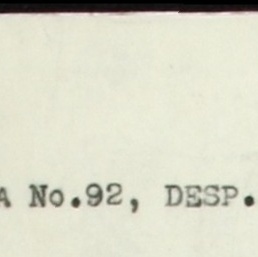 A No.92, DESP.